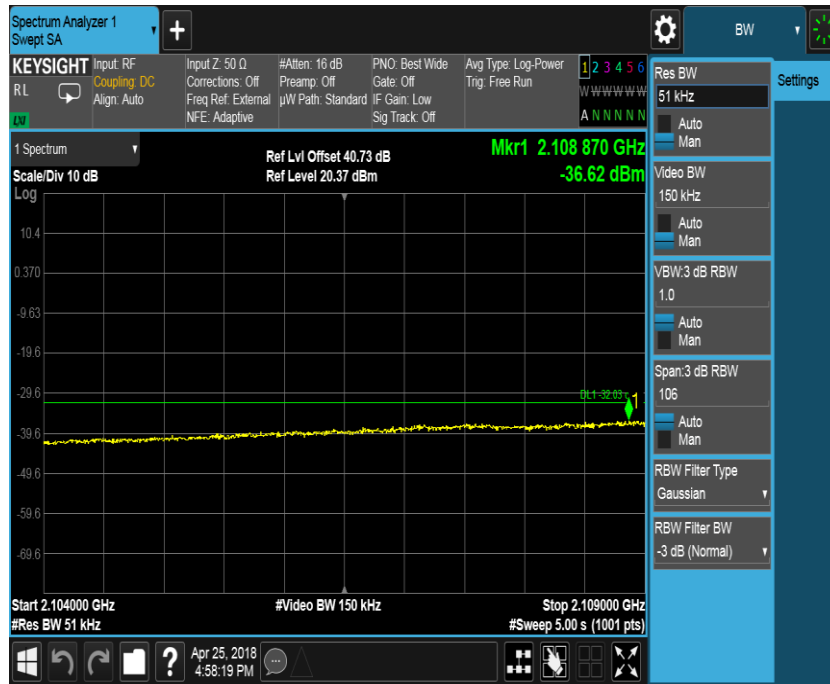 Spectrum Analyzer 1
Swept SA
+
BW
KEYSIGHT
RL
LXI
Input: RF
Coupling: DC
Align: Auto
Input Z: 50 Ω
Corrections: Off
Freq Ref: External
NFE: Adaptive
#Atten: 16 dB
Preamp: Off
µW Path: Standard
PNO: Best Wide
Gate: Off
IF Gain: Low
Sig Track: Off
Avg Type: Log-Power
Trig: Free Run
1 2 3 4 5 6
W W W W W W
A N N N N N
1 Spectrum
Scale/Div 10 dB
Log
Ref Lvl Offset 40.73 dB
Ref Level 20.37 dBm
Mkr1 2.108 870 GHz
-36.62 dBm
10.4
0.370
-9.63
-19.6
-29.6
-39.6
-49.6
-59.6
-69.6
DL1 -32.03
1
Start 2.104000 GHz
#Res BW 51 kHz
#Video BW 150 kHz
Stop 2.109000 GHz
#Sweep 5.00 s (1001 pts)
?
Apr 25, 2018
4:58:19 PM
Res BW
51 kHz
Auto
Man
Video BW
150 kHz
Auto
Man
VBW:3 dB RBW
1.0
Auto
Man
Span:3 dB RBW
106
Auto
Man
RBW Filter Type
Gaussian
RBW Filter BW
-3 dB (Normal)
Settings